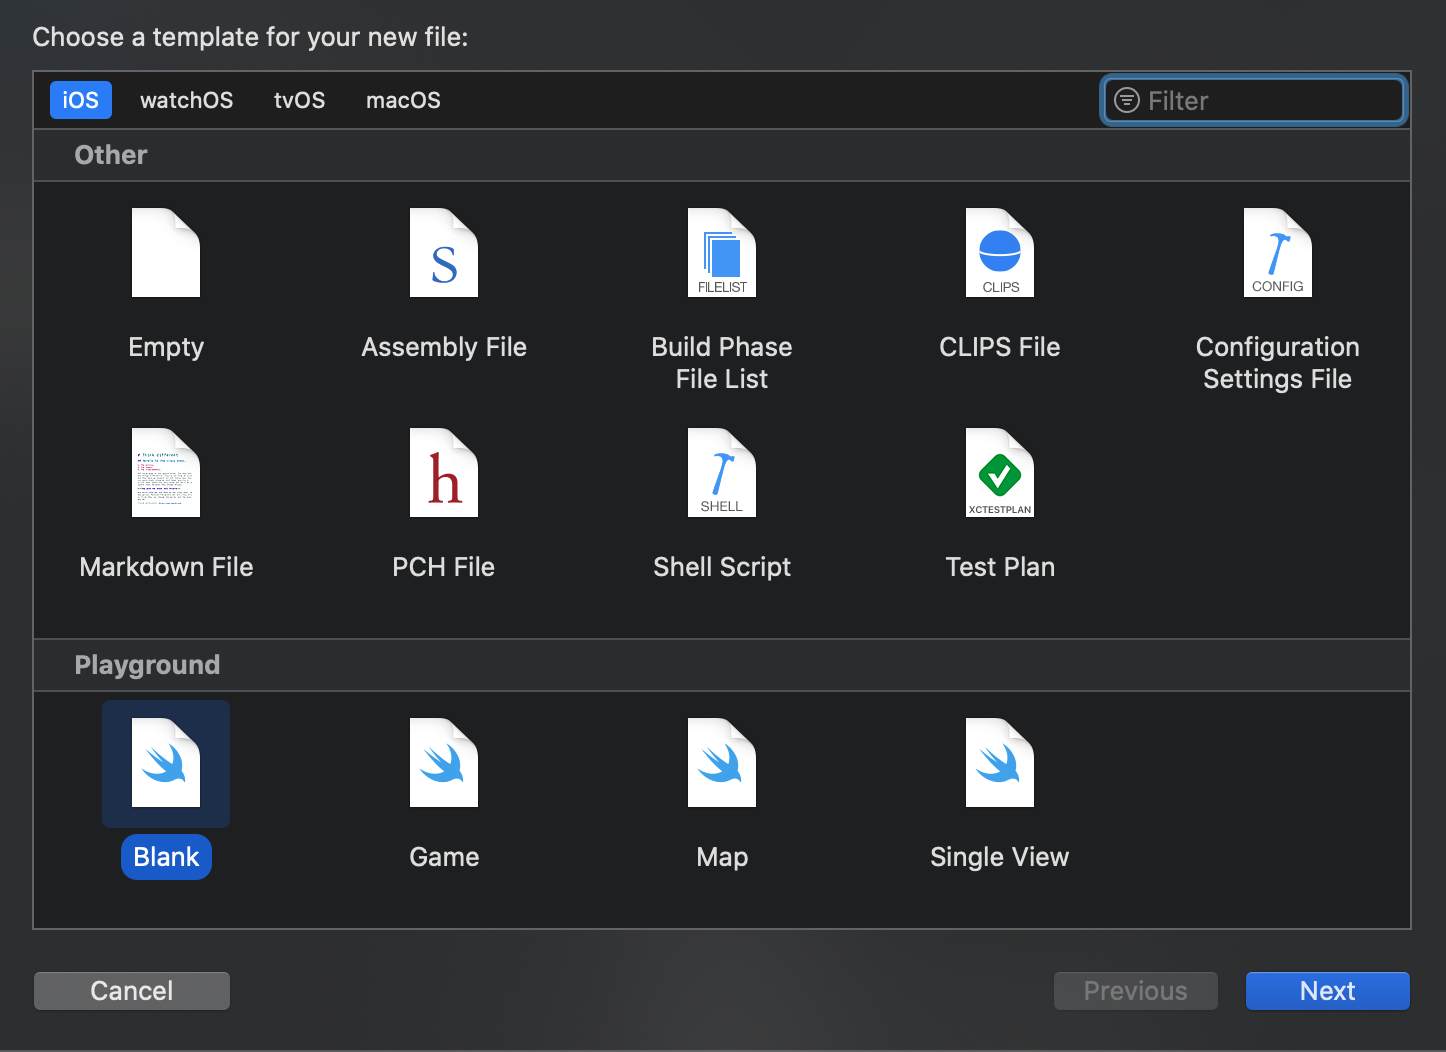 Choose a template for your new file:
iOS watchOS tvOS macOS Filter
Other
S FILELIST CLIPS CONFIG
Empty Assembly File Build Phase CLIPS File Configuration
File List Settings File
h SHELL XCTESTPLAN
Markdown File PCH File Shell Script Test Plan
Playground
Blank Game Map Single View
Cancel Previous Next